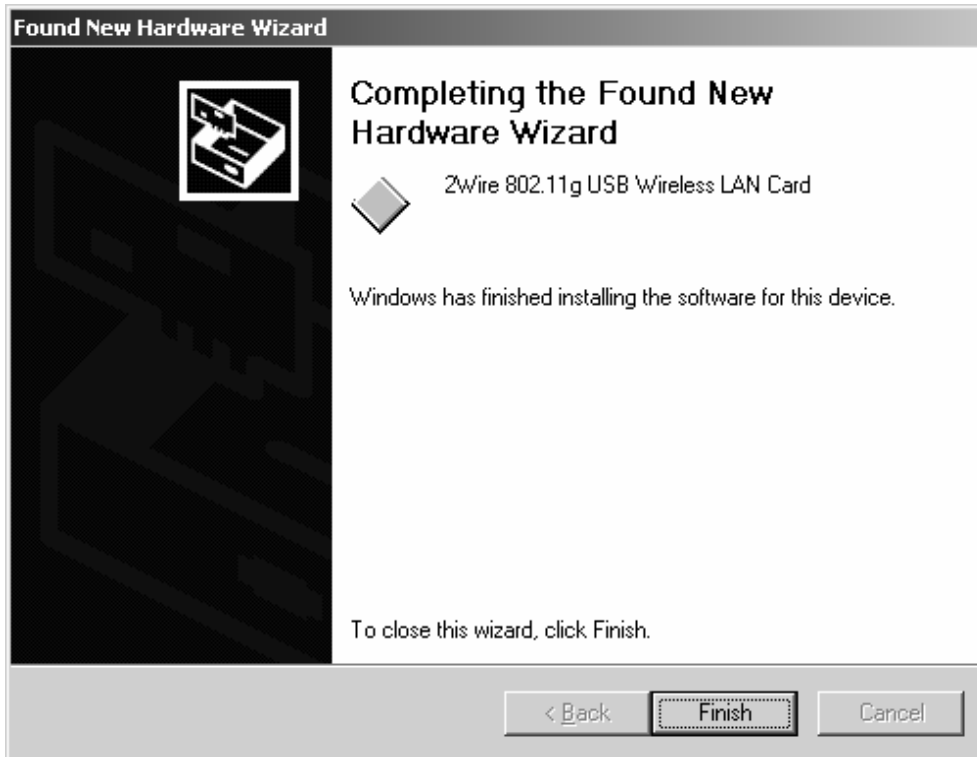 Found New Hardware Wizard
Completing the Found New
Hardware Wizard
2Wire 802.11g USB Wireless LAN Card
Windows has finished installing the software for this device.
To close this wizard, click Finish.
< Back
Finish
Cancel